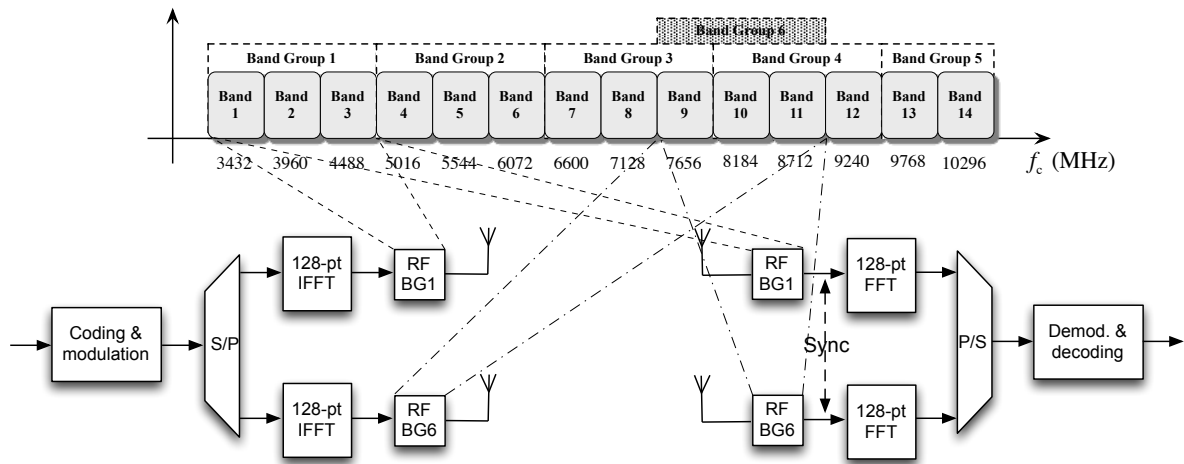 Band Group 6
Band Group 1 Band Group 2 Band Group 3 Band Group 4 Band Group 5
Band 1 Band 2 Band 3 Band 4 Band 5 Band 6 Band 7 Band 8 Band 9 Band 10 Band 11 Band 12 Band 13 Band 14
3432 3960 4488 5016 5544 6072 6600 7128 7656 8184 8712 9240 9768 10296 f_c (MHz)
Coding &
modulation
S/P
128-pt
IFFT
RF
BG1
128-pt
IFFT
RF
BG6
RF
BG1
128-pt
FFT
Sync
RF
BG6
128-pt
FFT
P/S
Demod. &
decoding